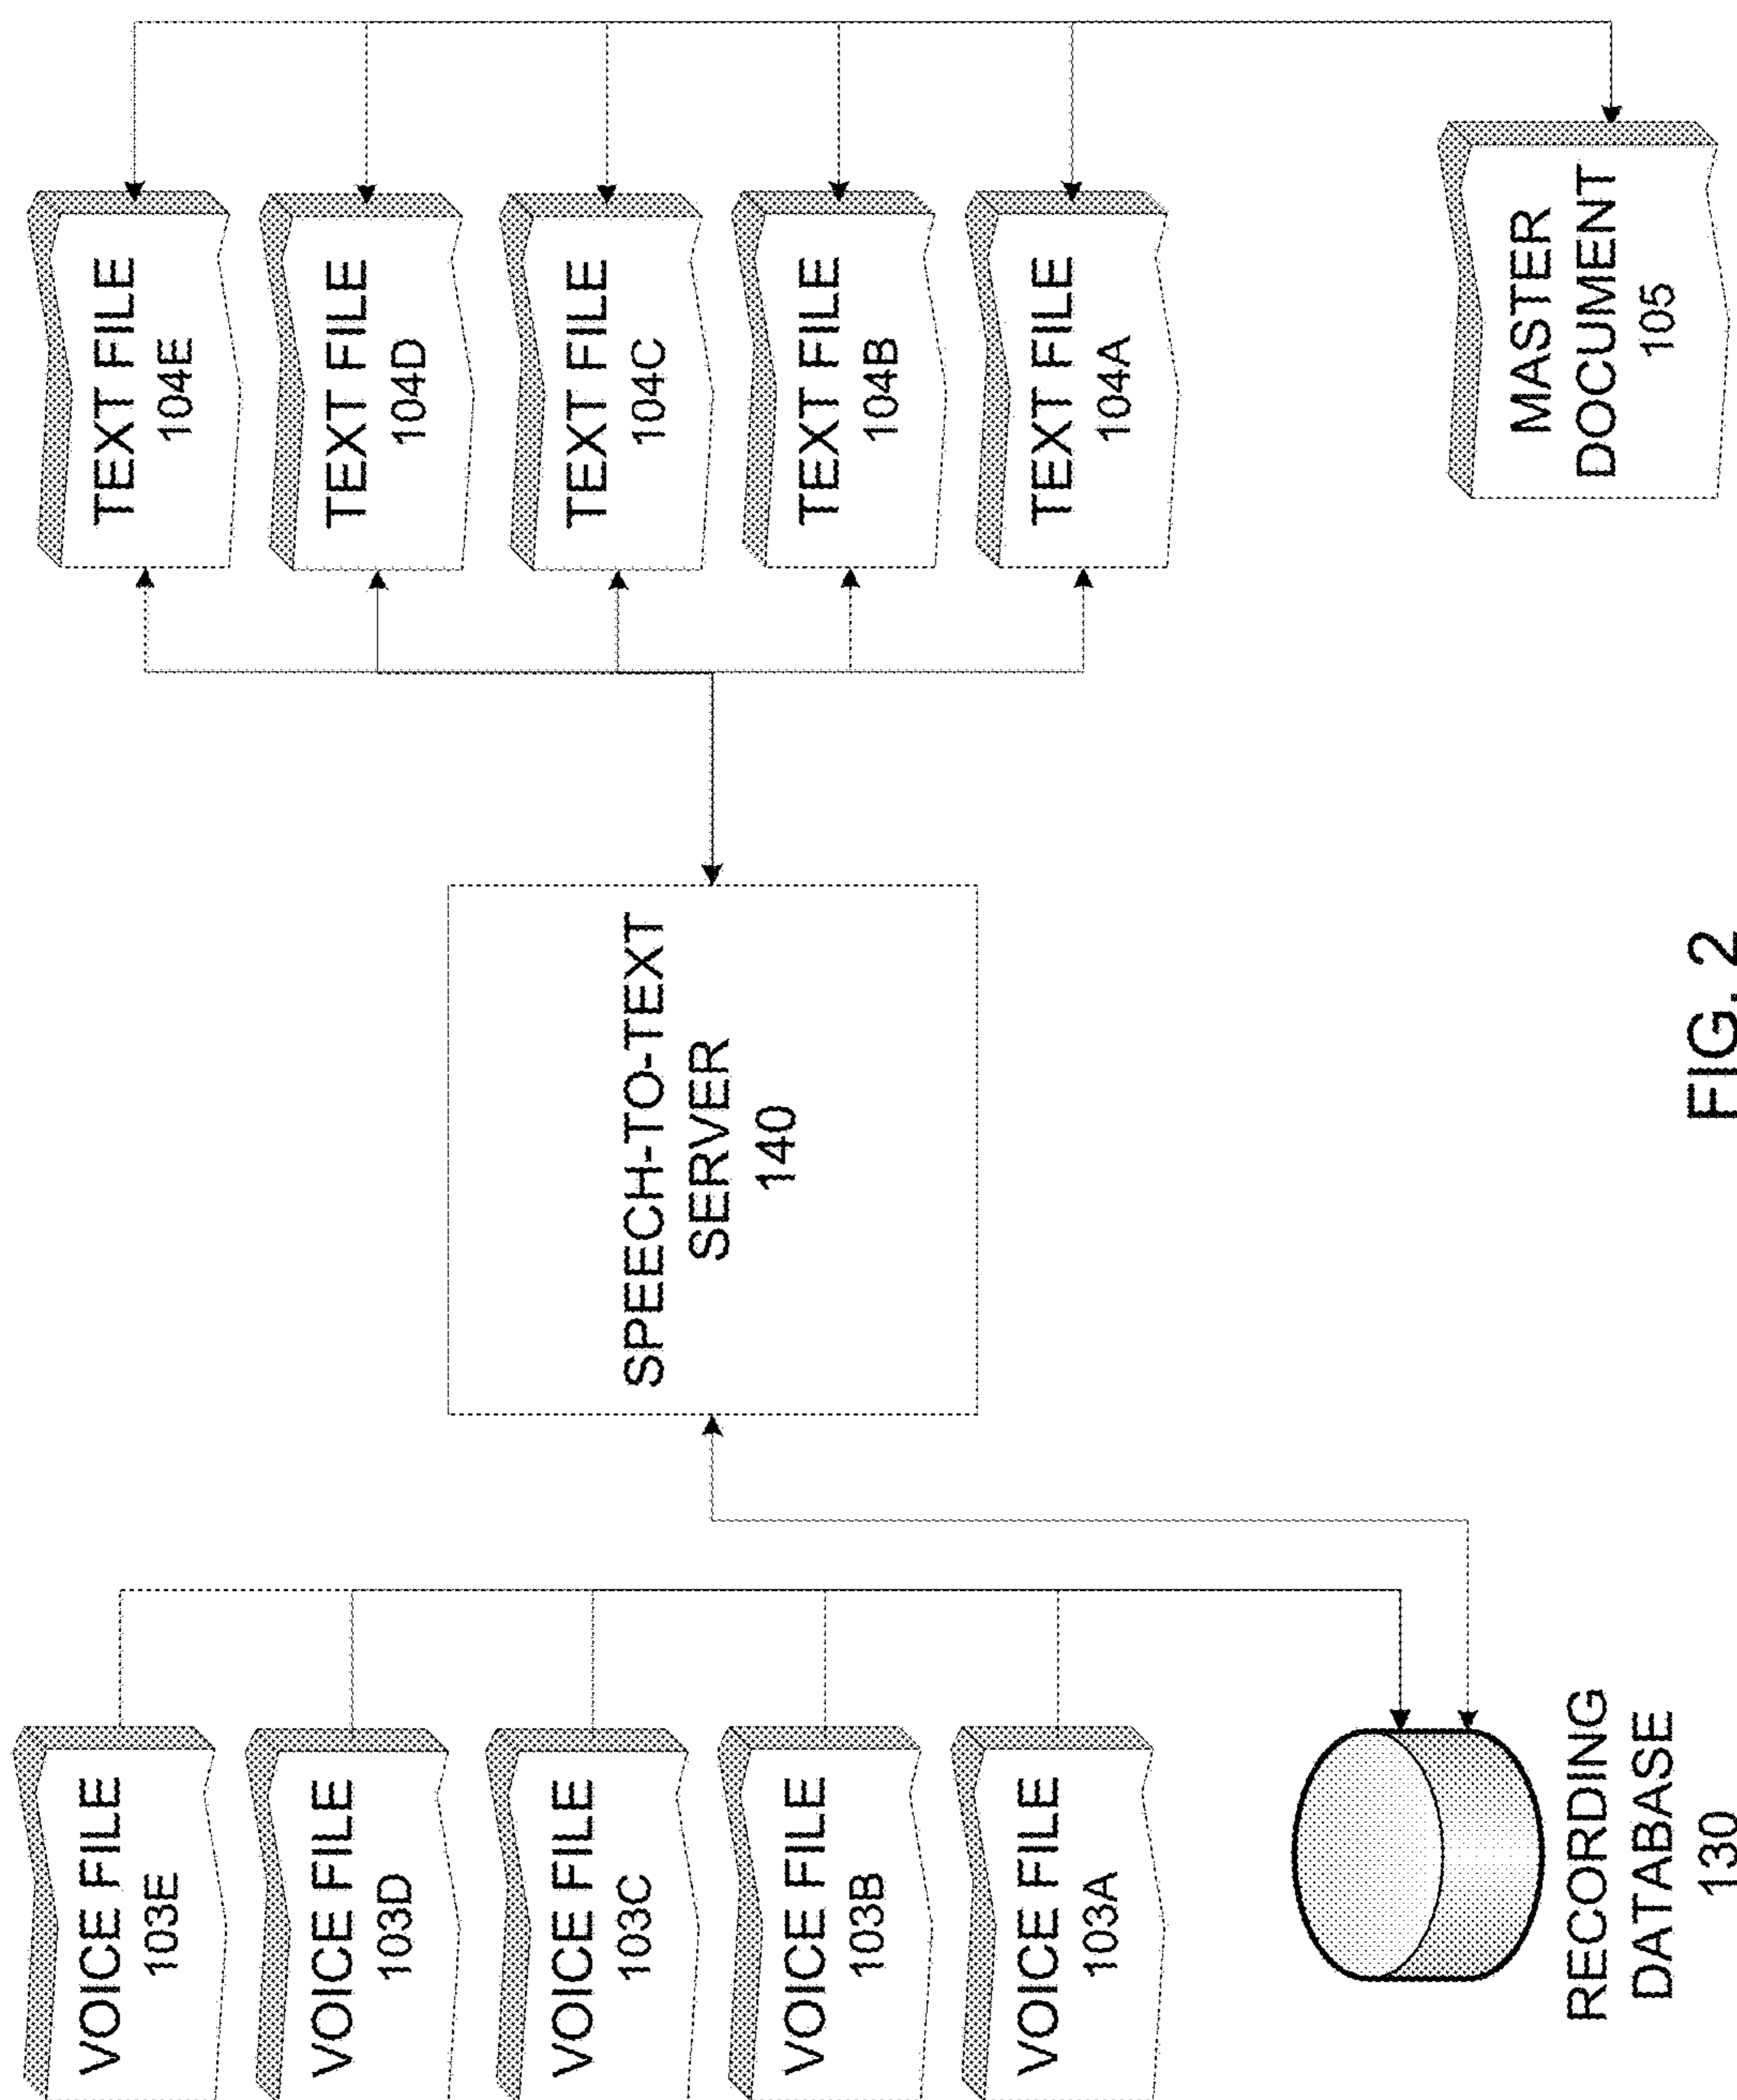 VOICE FILE
103E
VOICE FILE
103D
VOICE FILE
103C
VOICE FILE
103B
VOICE FILE
103A
RECORDING
DATABASE
130
SPEECH-TO-TEXT
SERVER
140
TEXT FILE
104E
TEXT FILE
104D
TEXT FILE
104C
TEXT FILE
104B
TEXT FILE
104A
MASTER
DOCUMENT
105
FIG. 2